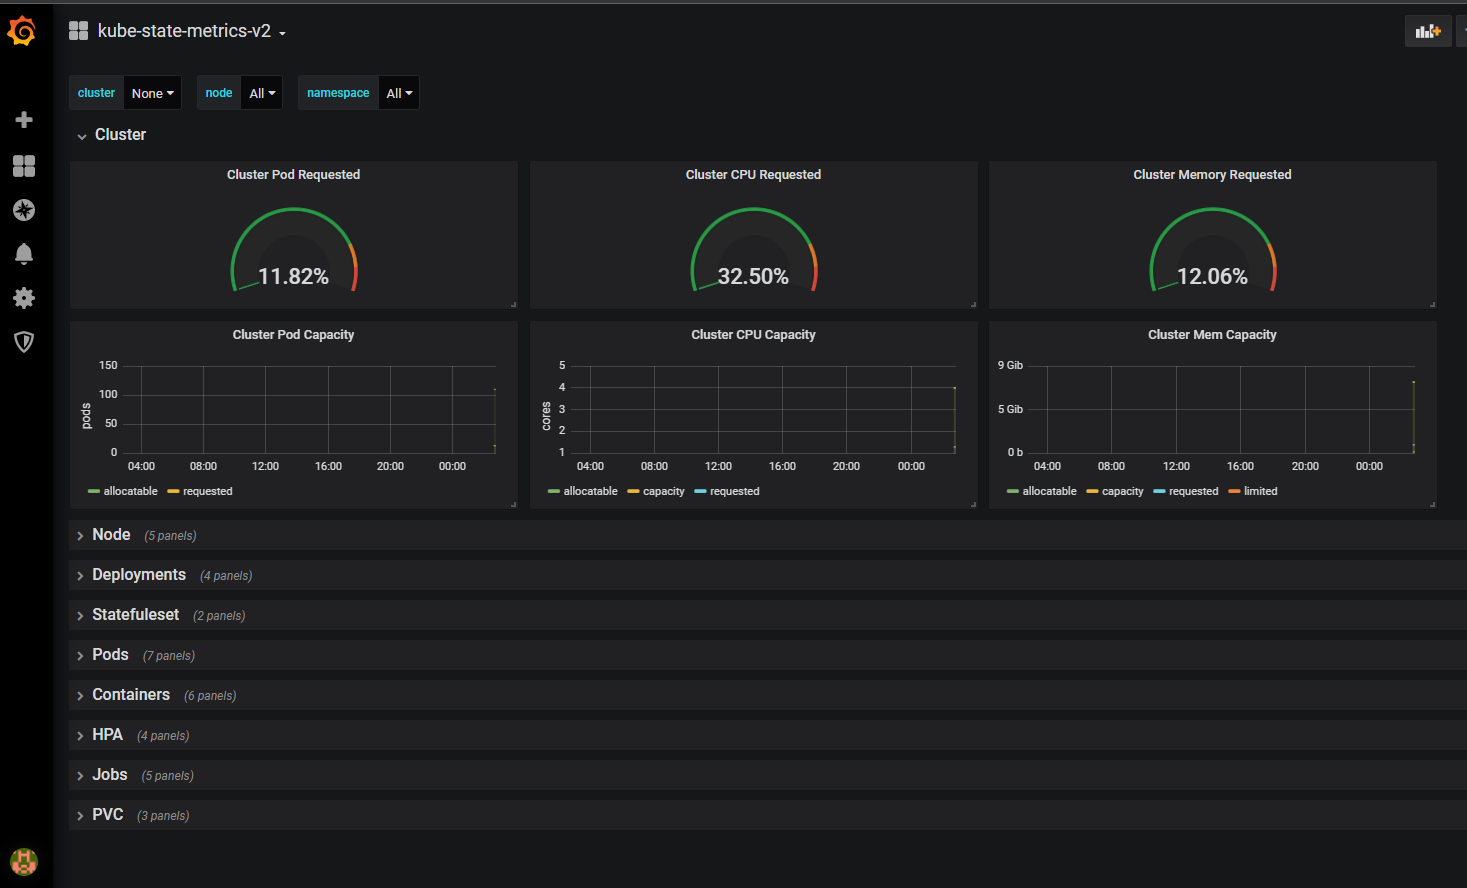 kube-state-metrics-v2
cluster None node All namespace All
Cluster
Cluster Pod Requested
11.82%
Cluster CPU Requested
32.50%
Cluster Memory Requested
12.06%
Cluster Pod Capacity
150
100
50
0
pods
04:00 08:00 12:00 16:00 20:00 00:00
allocatable requested
Cluster CPU Capacity
5
4
3
2
1
cores
04:00 08:00 12:00 16:00 20:00 00:00
allocatable capacity requested
Cluster Mem Capacity
9 Gib
5 Gib
0 b
04:00 08:00 12:00 16:00 20:00 00:00
allocatable capacity requested limited
Node (5 panels)
Deployments (4 panels)
Statefuleset (2 panels)
Pods (7 panels)
Containers (6 panels)
HPA (4 panels)
Jobs (5 panels)
PVC (3 panels)